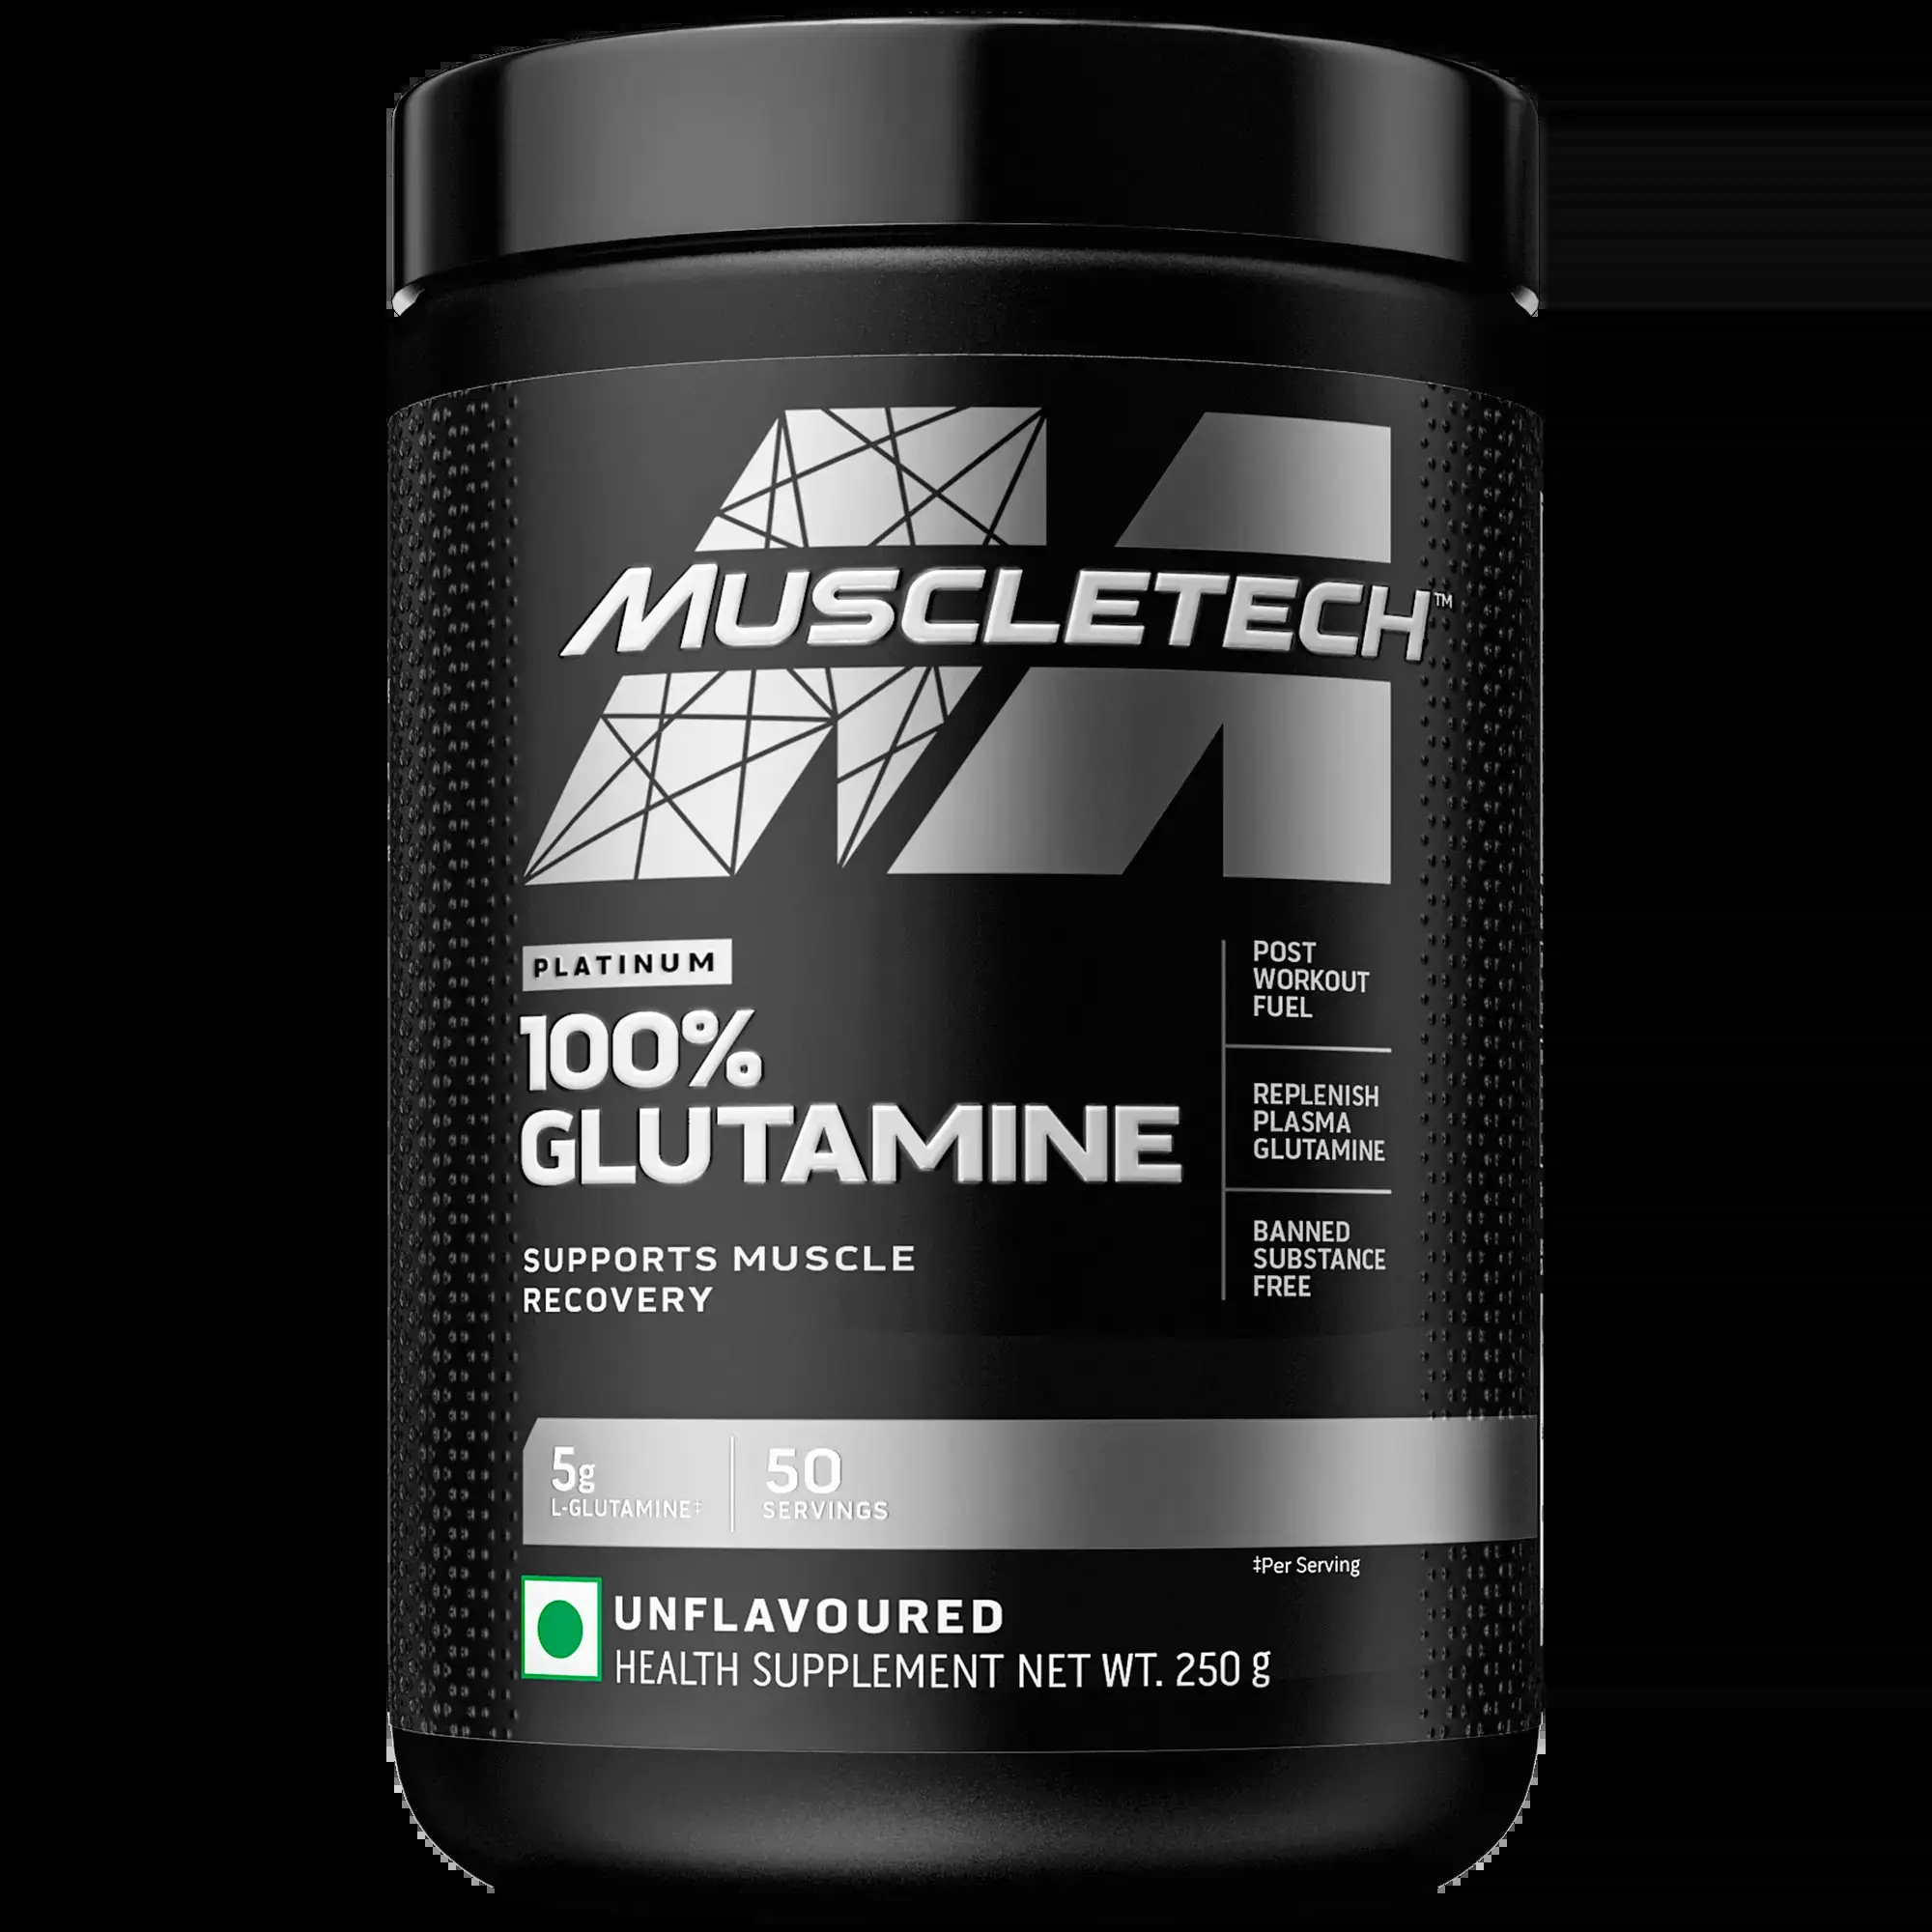 MUSCLETECH™
PLATINUM
100%
GLUTAMINE
SUPPORTS MUSCLE
RECOVERY
POST
WORKOUT
FUEL
REPLENISH
PLASMA
GLUTAMINE
BANNED
SUBSTANCE
FREE
5g
L-GLUTAMINE‡
50
SERVINGS
‡Per Serving
UNFLAVOURED
HEALTH SUPPLEMENT NET WT. 250 g